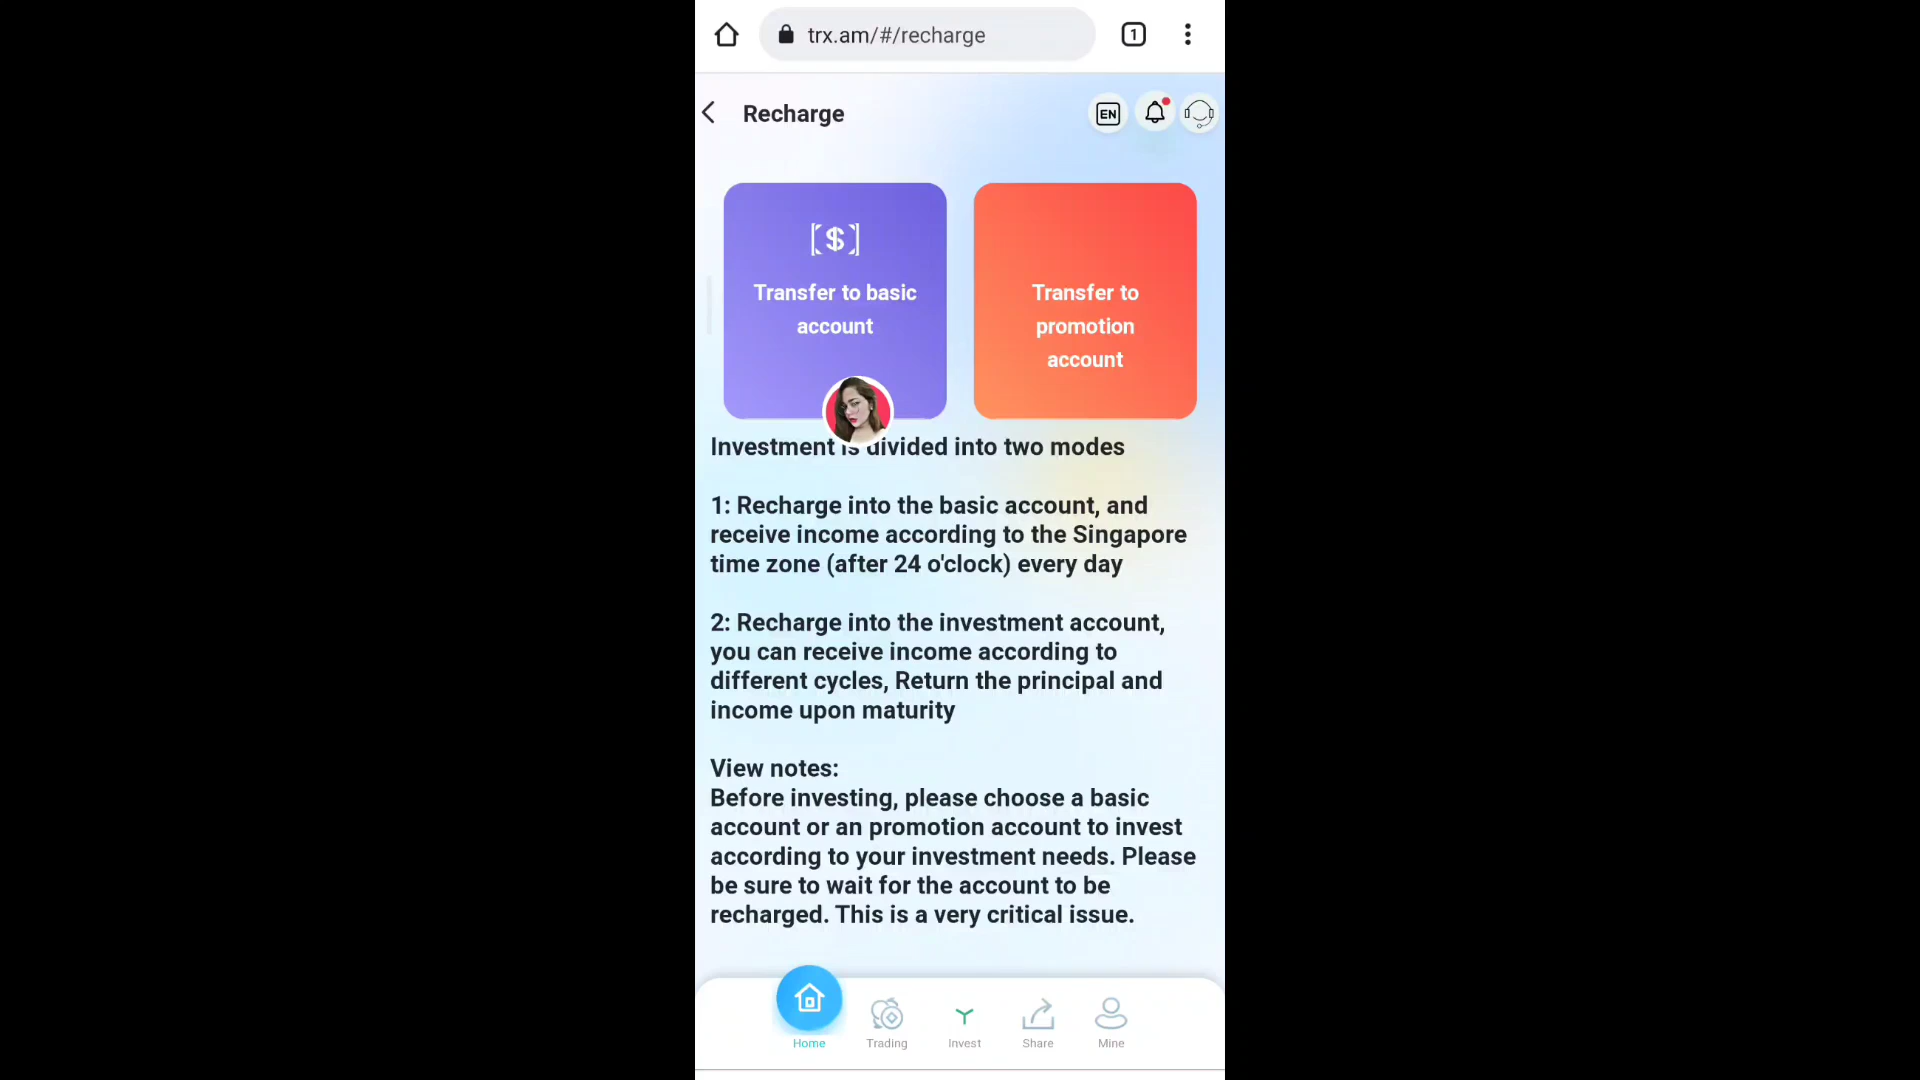 trx.am/#/recharge
1
Recharge
EN
[$]
Transfer to basic
account
Transfer to
promotion
account
Investment is divided into two modes
1: Recharge into the basic account, and
receive income according to the Singapore
time zone (after 24 o'clock) every day
2: Recharge into the investment account,
you can receive income according to
different cycles, Return the principal and
income upon maturity
View notes:
Before investing, please choose a basic
account or an promotion account to invest
according to your investment needs. Please
be sure to wait for the account to be
recharged. This is a very critical issue.
Home
Trading
Invest
Share
Mine